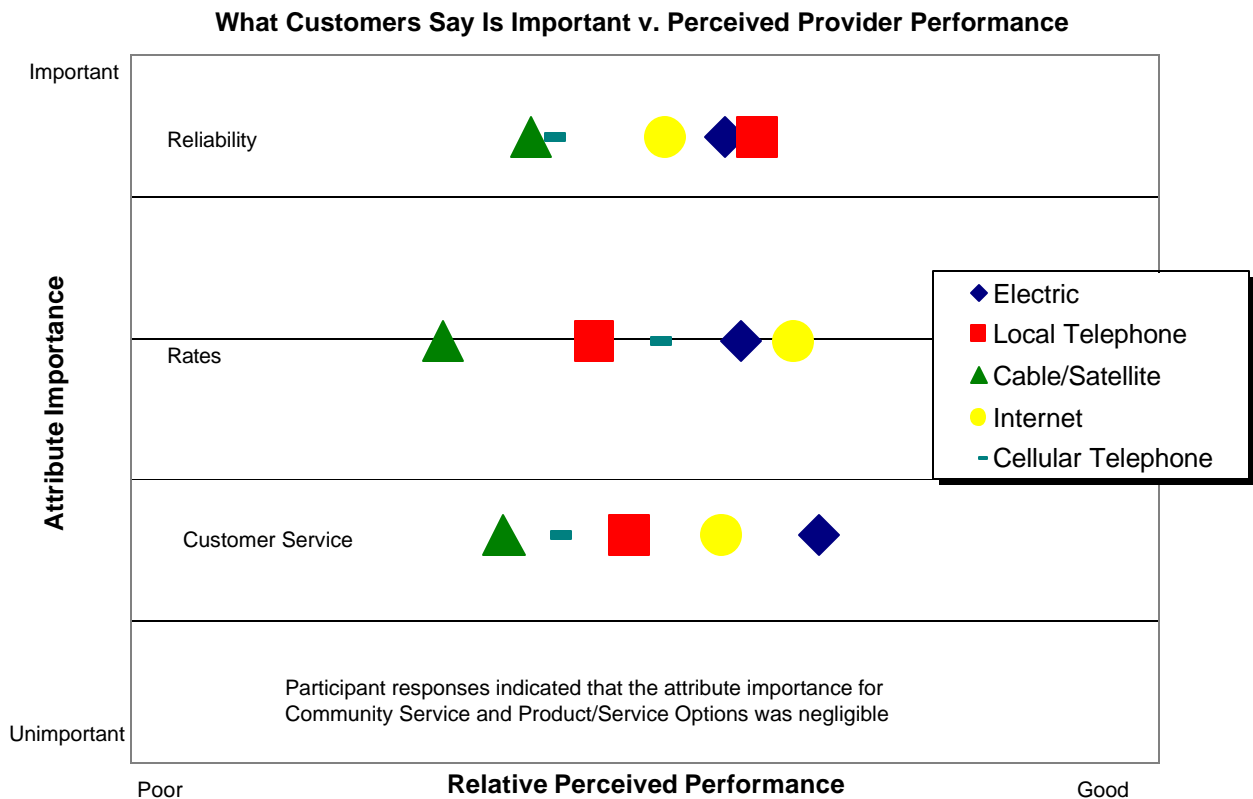 What Customers Say Is Important v. Perceived Provider Performance
Important
Reliability
Attribute Importance
Rates
Electric
Local Telephone
Cable/Satellite
Internet
Cellular Telephone
Customer Service
Participant responses indicated that the attribute importance for
Community Service and Product/Service Options was negligible
Unimportant
Poor
Relative Perceived Performance
Good